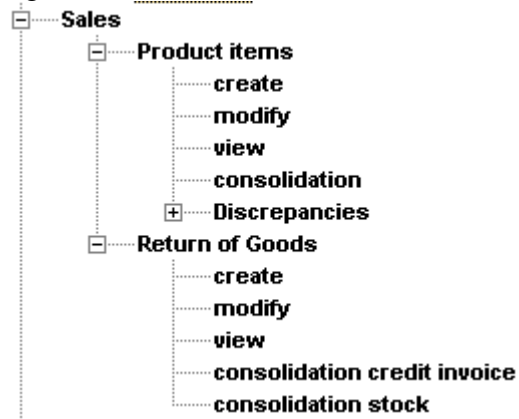 Sales
Product items
create
modify
view
consolidation
Discrepancies
Return of Goods
create
modify
view
consolidation credit invoice
consolidation stock